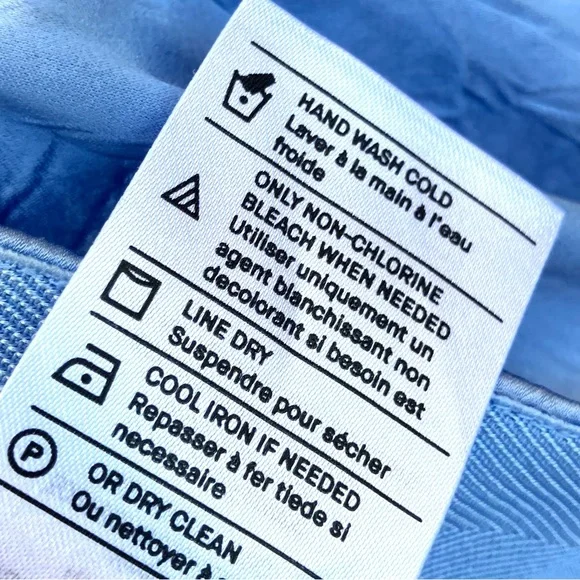 HAND WASH COLD
Laver à la main à l'eau
froide
ONLY NON-CHLORINE
BLEACH WHEN NEEDED
Utiliser uniquement un
agent blanchissant non
decolorant si besoin est
LINE DRY
Suspendre pour sécher
COOL IRON IF NEEDED
Repasser à fer tiede si
necessaire
P
OR DRY CLEAN
Ou nettoyer à